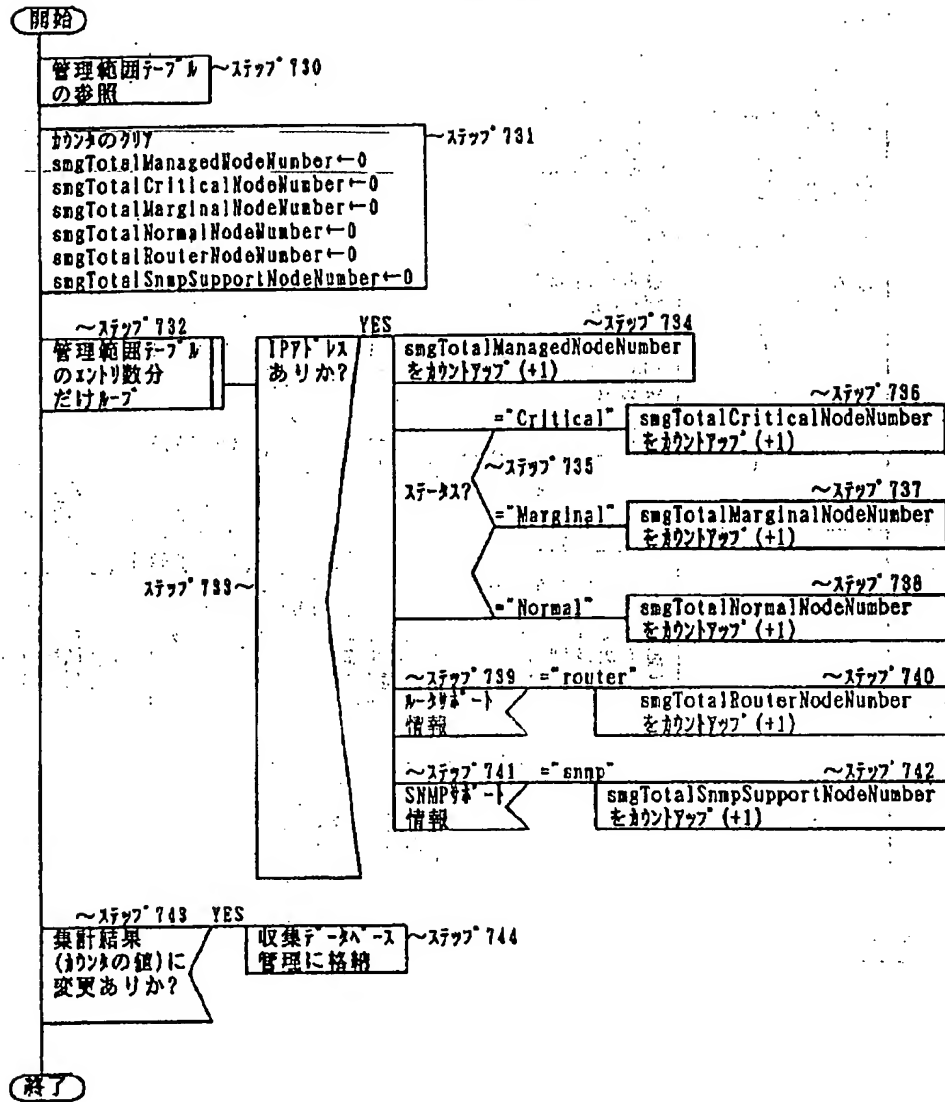 開始
管理範囲テーブル
の参照
～ステップ730
カウンタのクリア
smgTotalManagedNodeNunber←0
smgTotalCriticalNodeNumber←0
smgTotalMarginalNodeNumber←0
smgTotalNormalNodeNumber←0
smgTotalRouterNodeNumber←0
smgTotalSnmpSupportNodeNumber←0
～ステップ731
～ステップ732
管理範囲テーブル
のエントリ数分
だけループ
IPアドレス
ありか?
YES
ステップ733～
～ステップ734
smgTotalManagedNodeNumber
をカウントアップ(+1)
ステータス?
～ステップ735
="Critical"
～ステップ736
smgTotalCriticalNodeNumber
をカウントアップ(+1)
="Marginal"
～ステップ737
smgTotalMarginalNodeNumber
をカウントアップ(+1)
="Normal"
～ステップ738
smgTotalNormalNodeNumber
をカウントアップ(+1)
～ステップ739
="router"
～ステップ740
ルータサポート
情報
smgTotalRouterNodeNumber
をカウントアップ(+1)
～ステップ741
="snmp"
～ステップ742
SNMPサポート
情報
smgTotalSnmpSupportNodeNumber
をカウントアップ(+1)
～ステップ743
YES
集計結果
(カウンタの値)に
変更ありか?
収集データベース
管理に格納
～ステップ744
終了